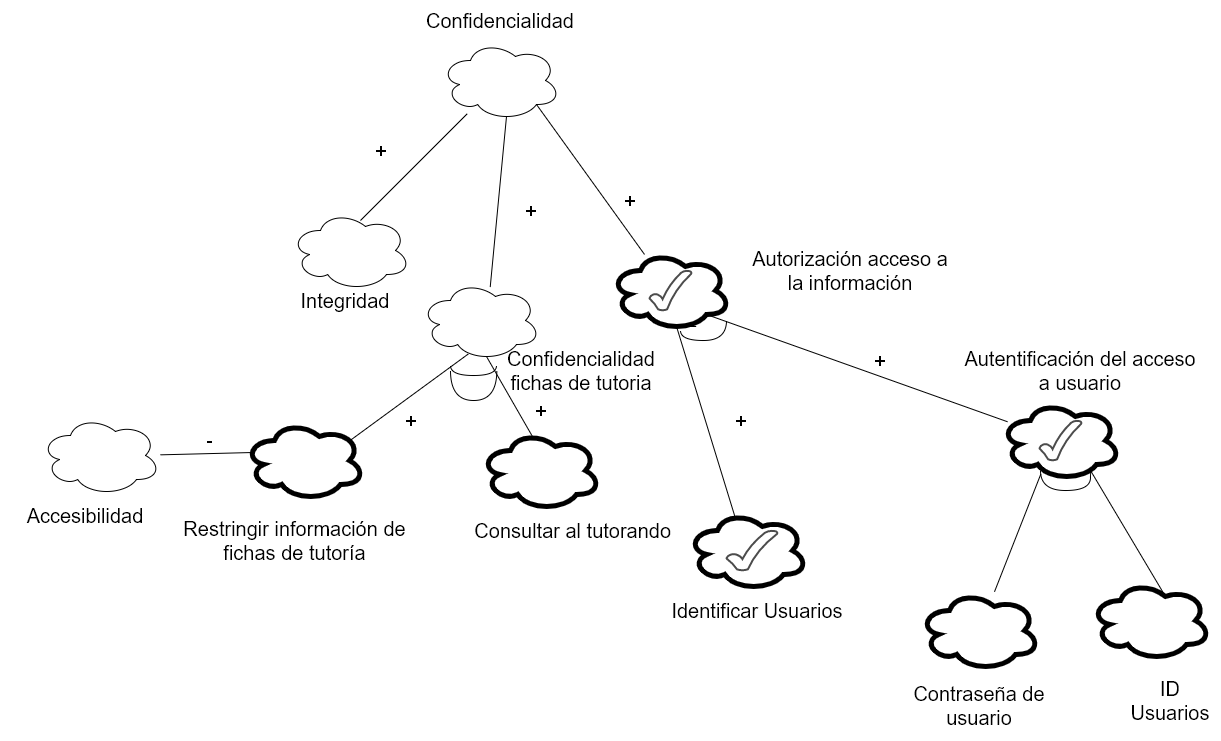 Confidencialidad
+
+
+
Autorización acceso a
la información
Integridad
Confidencialidad
fichas de tutoria
+
Autentificación del acceso
a usuario
+
+
+
-
Accesibilidad
Restringir información de
fichas de tutoría
Consultar al tutorando
Identificar Usuarios
Contraseña de
usuario
ID
Usuarios